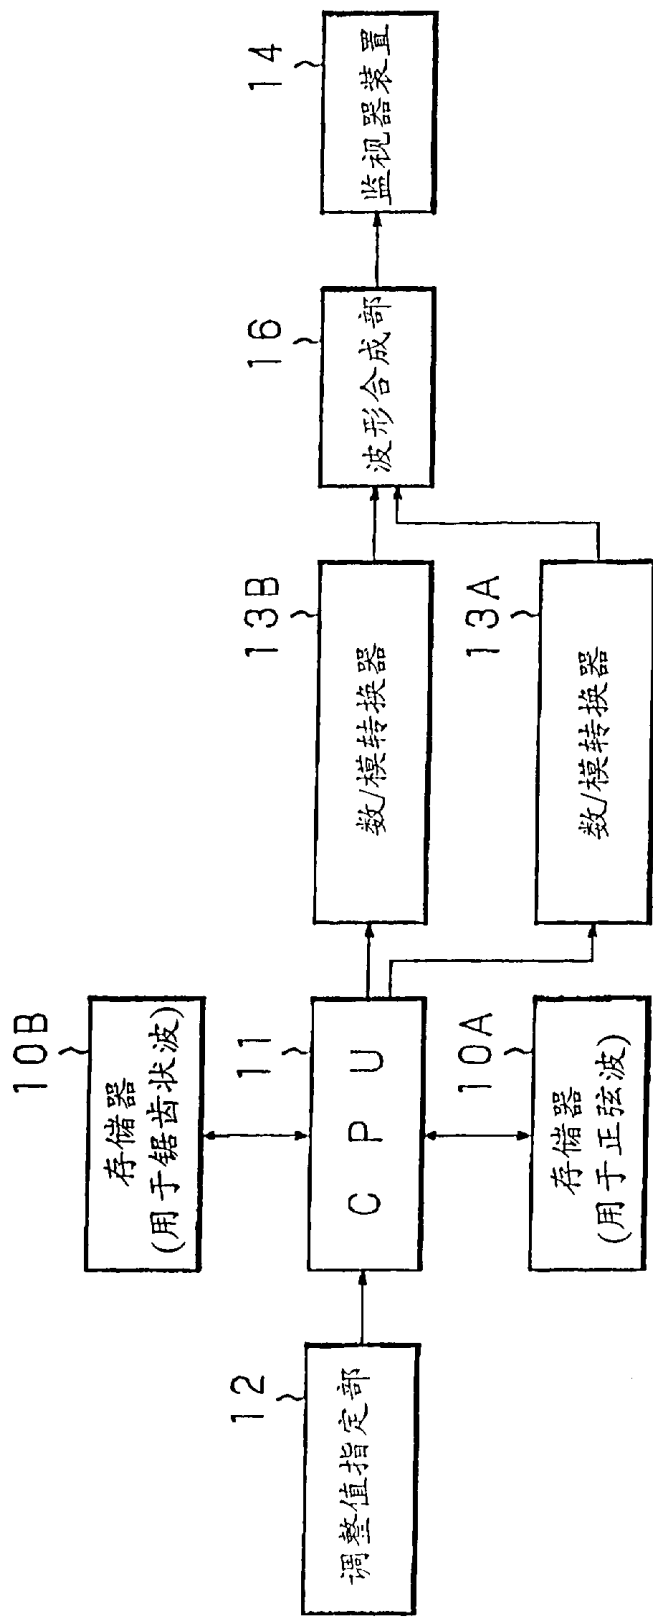 10B
存储器
(用于锯齿状波)
12
调整值指定部
11
CPU
10A
存储器
(用于正弦波)
13B
数/模转换器
13A
数/模转换器
16
波形合成部
14
监视器装置